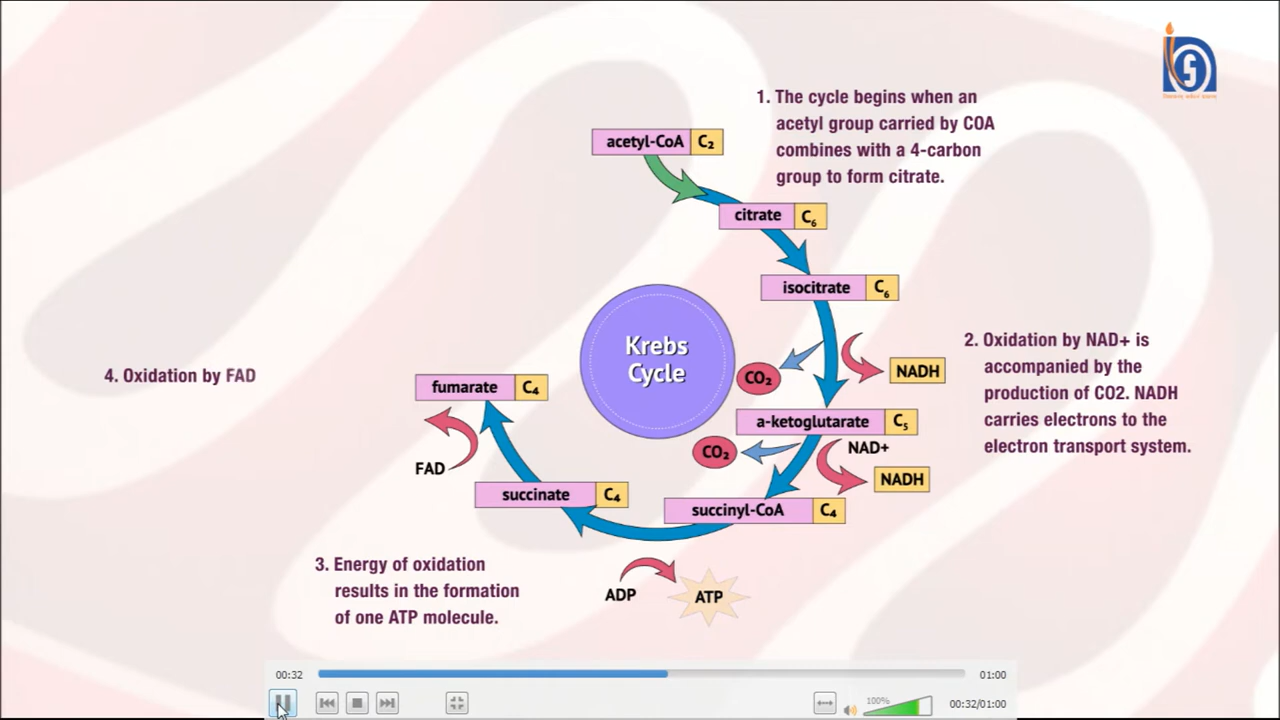 1. The cycle begins when an
acetyl group carried by COA
combines with a 4-carbon
group to form citrate.
acetyl-CoA C₂
citrate C₆
isocitrate C₆
Krebs
Cycle
2. Oxidation by NAD+ is
accompanied by the
production of CO2. NADH
carries electrons to the
electron transport system.
CO₂
NADH
4. Oxidation by FAD
fumarate C₄
a-ketoglutarate C₅
CO₂
NAD+
NADH
FAD
succinate C₄
succinyl-CoA C₄
3. Energy of oxidation
results in the formation
of one ATP molecule.
ADP
ATP
00:32
01:00
100%
00:32/01:00